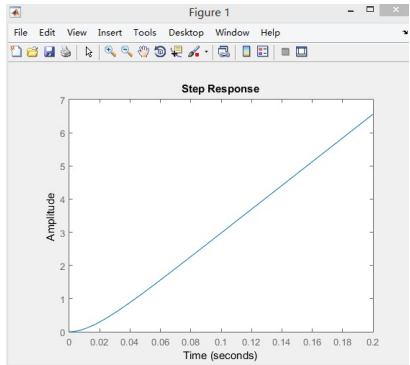 Figure 1
File Edit View Insert Tools Desktop Window Help
Step Response
7
6
5
4
3
2
1
0
Amplitude
0 0.02 0.04 0.06 0.08 0.1 0.12 0.14 0.16 0.18 0.2
Time (seconds)